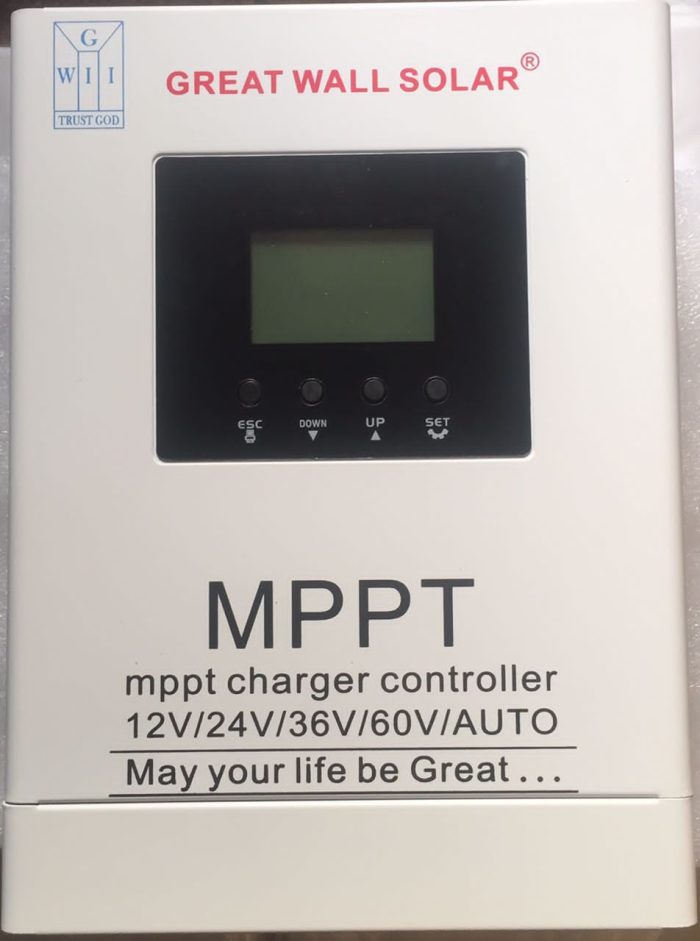 G
W I I
TRUST GOD
GREAT WALL SOLAR®
ESC
DOWN
UP
SET
MPPT
mppt charger controller
12V/24V/36V/60V/AUTO
May your life be Great...